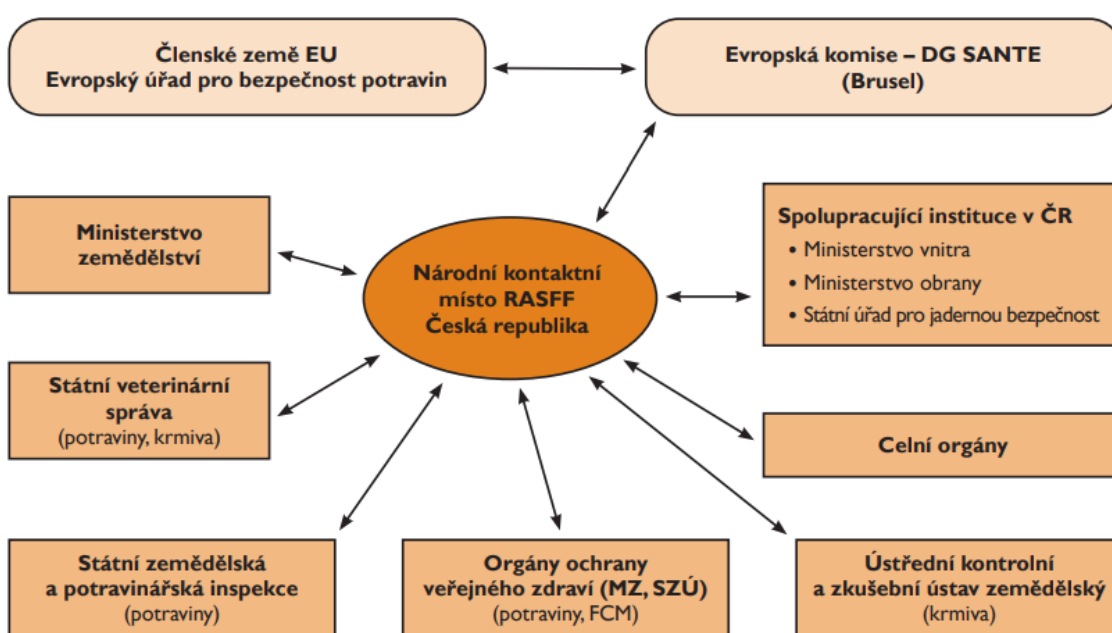 Členské země EU
Evropský úřad pro bezpečnost potravin
Evropská komise – DG SANTE
(Brusel)
Ministerstvo
zemědělství
Národní kontaktní
místo RASFF
Česká republika
Spolupracující instituce v ČR
• Ministerstvo vnitra
• Ministerstvo obrany
• Státní úřad pro jadernou bezpečnost
Státní veterinární
správa
(potraviny, krmiva)
Celní orgány
Státní zemědělská
a potravinářská inspekce
(potraviny)
Orgány ochrany
veřejného zdraví (MZ, SZÚ)
(potraviny, FCM)
Ústřední kontrolní
a zkušební ústav zemědělský
(krmiva)